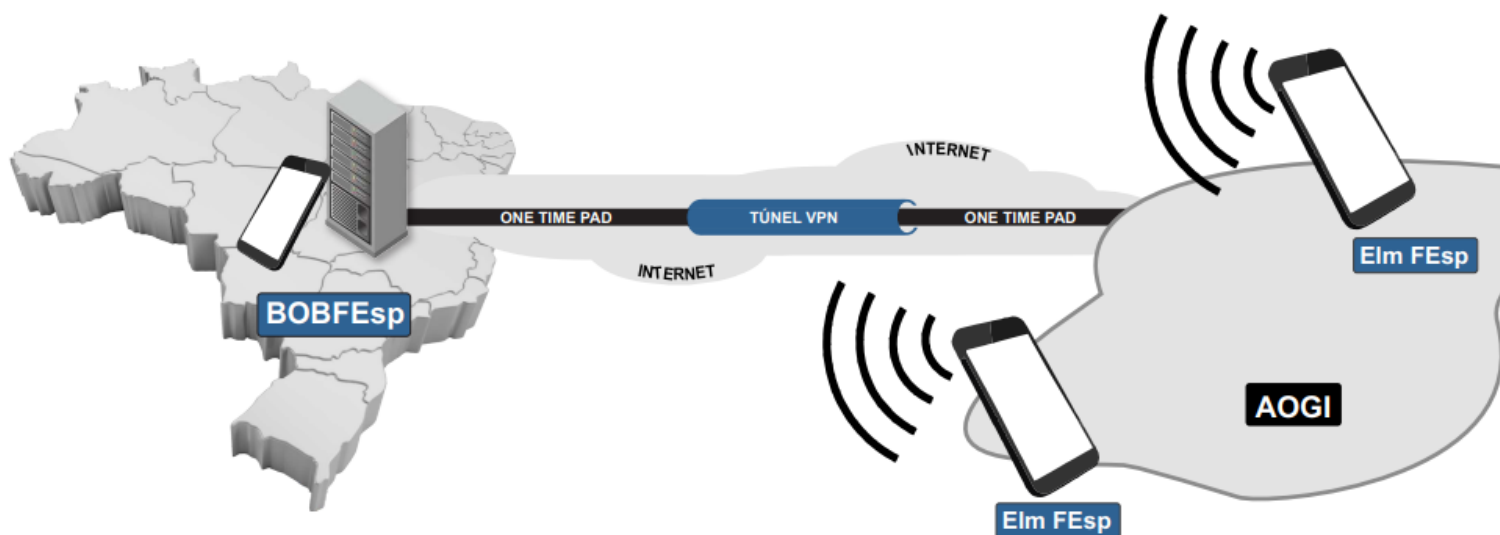 INTERNET
ONE TIME PAD
TÚNEL VPN
ONE TIME PAD
INTERNET
BOBFEsp
Elm FEsp
AOGI
Elm FEsp